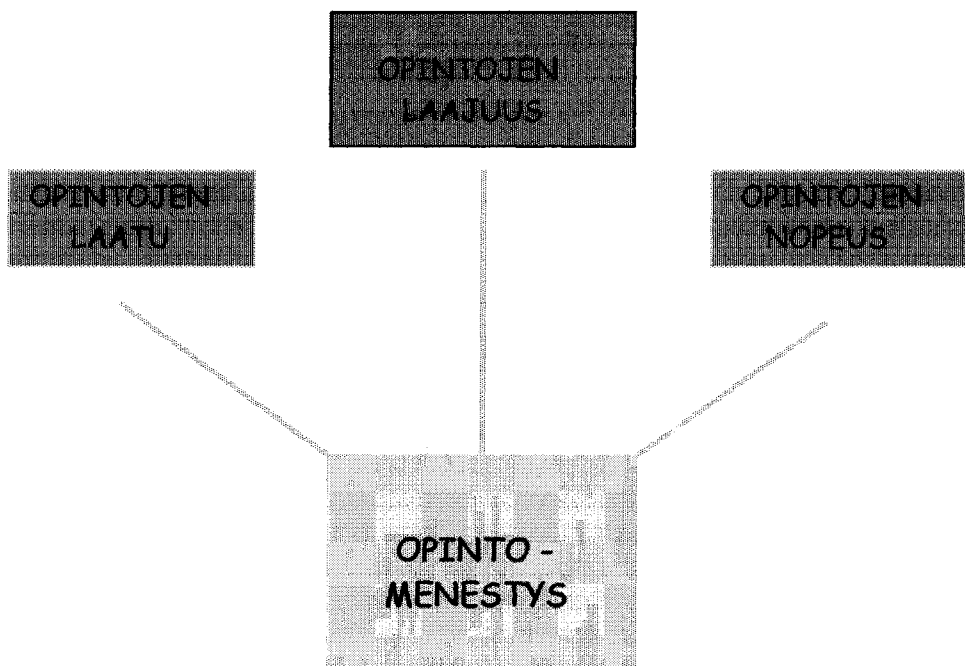 OPINTOJEN
LAAJUUS
OPINTOJEN
LAATU
OPINTOJEN
NOPEUS
OPINTO -
MENESTYS